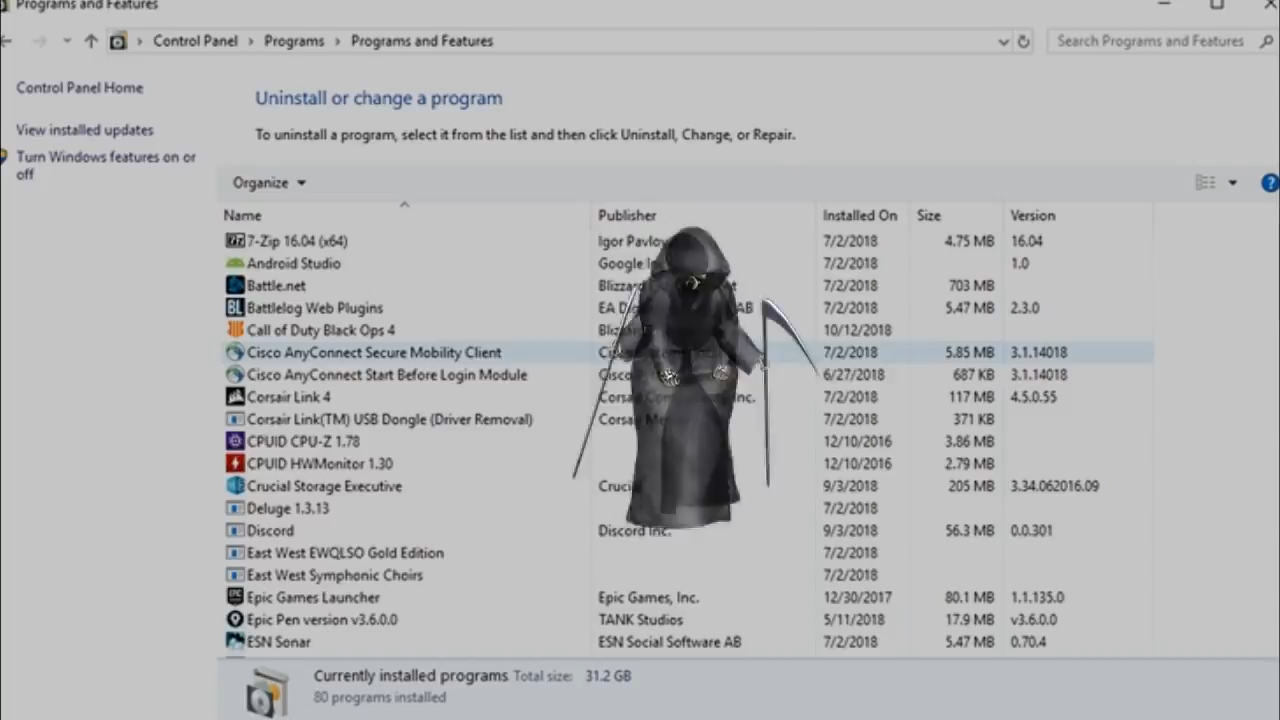 Programs and Features
Control Panel > Programs > Programs and Features
Search Programs and Features
Control Panel Home
View installed updates
Turn Windows features on or
off
Uninstall or change a program
To uninstall a program, select it from the list and then click Uninstall, Change, or Repair.
Organize
?
Name Publisher Installed On Size Version
7-Zip 16.04 (x64) Igor 7/2/2018 4.75 MB 16.04
Android Studio Google 7/2/2018 1.0
Battle.net 7/2/2018 703 MB
BL Battlelog Web Plugins EA AB 7/2/2018 5.47 MB 2.3.0
Call of Duty Black Ops 4 10/12/2018
Cisco AnyConnect Secure Mobility Client 7/2/2018 5.85 MB 3.1.14018
Cisco AnyConnect Start Before Login Module Cisco 6/27/2018 687 KB 3.1.14018
Corsair Link 4 Corsair Inc. 7/2/2018 117 MB 4.5.0.55
Corsair Link(TM) USB Dongle (Driver Removal) Corsair 7/2/2018 371 KB
CPUID CPU-Z 1.78 12/10/2016 3.86 MB
CPUID HWMonitor 1.30 12/10/2016 2.79 MB
Crucial Storage Executive 9/3/2018 205 MB 3.34.062016.09
Deluge 1.3.13 7/2/2018
Discord Discord Inc. 9/3/2018 56.3 MB 0.0.301
East West EWQLSO Gold Edition 7/2/2018
East West Symphonic Choirs 7/2/2018
Epic Games Launcher Epic Games, Inc. 12/30/2017 80.1 MB 1.1.135.0
Epic Pen version v3.6.0.0 TANK Studios 5/11/2018 17.9 MB v3.6.0.0
ESN Sonar ESN Social Software AB 7/2/2018 5.47 MB 0.70.4
Currently installed programs Total size: 31.2 GB
80 programs installed